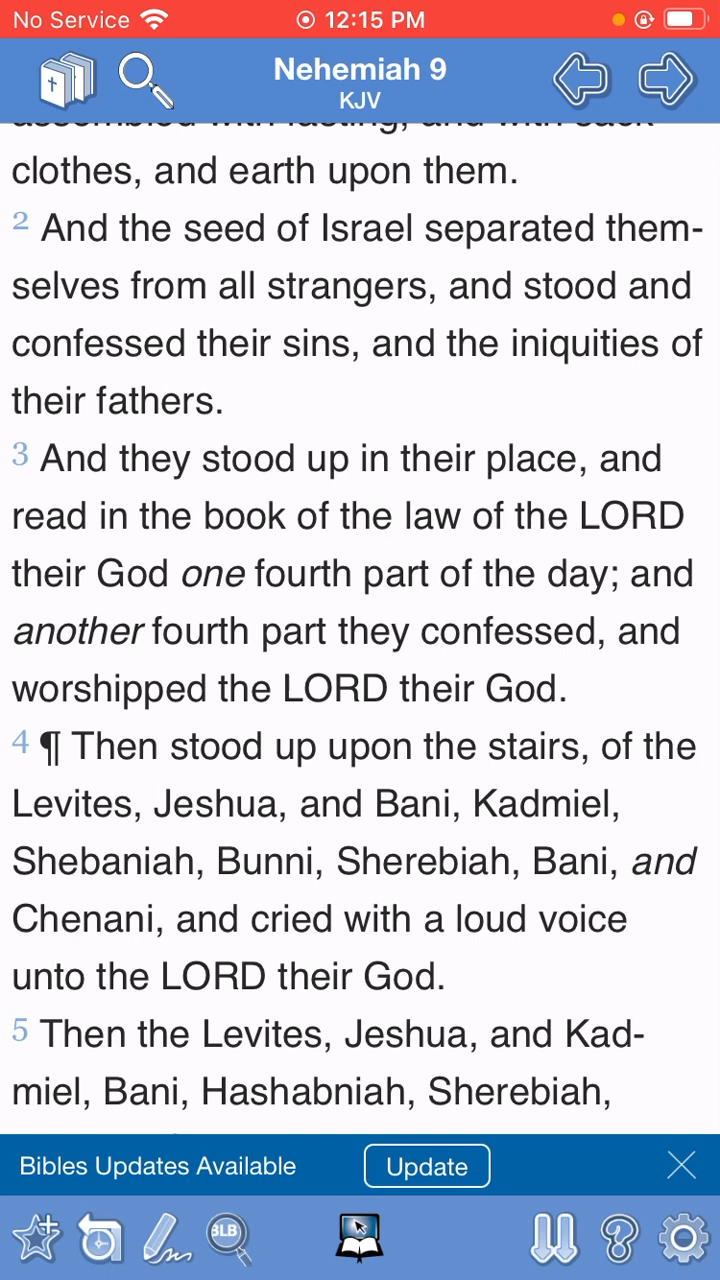 No Service 12:15 PM
Nehemiah 9
KJV
assembled with fasting, and with sack-
clothes, and earth upon them.
2 And the seed of Israel separated them-
selves from all strangers, and stood and
confessed their sins, and the iniquities of
their fathers.
3 And they stood up in their place, and
read in the book of the law of the LORD
their God one fourth part of the day; and
another fourth part they confessed, and
worshipped the LORD their God.
4 ¶ Then stood up upon the stairs, of the
Levites, Jeshua, and Bani, Kadmiel,
Shebaniah, Bunni, Sherebiah, Bani, and
Chenani, and cried with a loud voice
unto the LORD their God.
5 Then the Levites, Jeshua, and Kad-
miel, Bani, Hashabniah, Sherebiah,
Bibles Updates Available Update
BLB